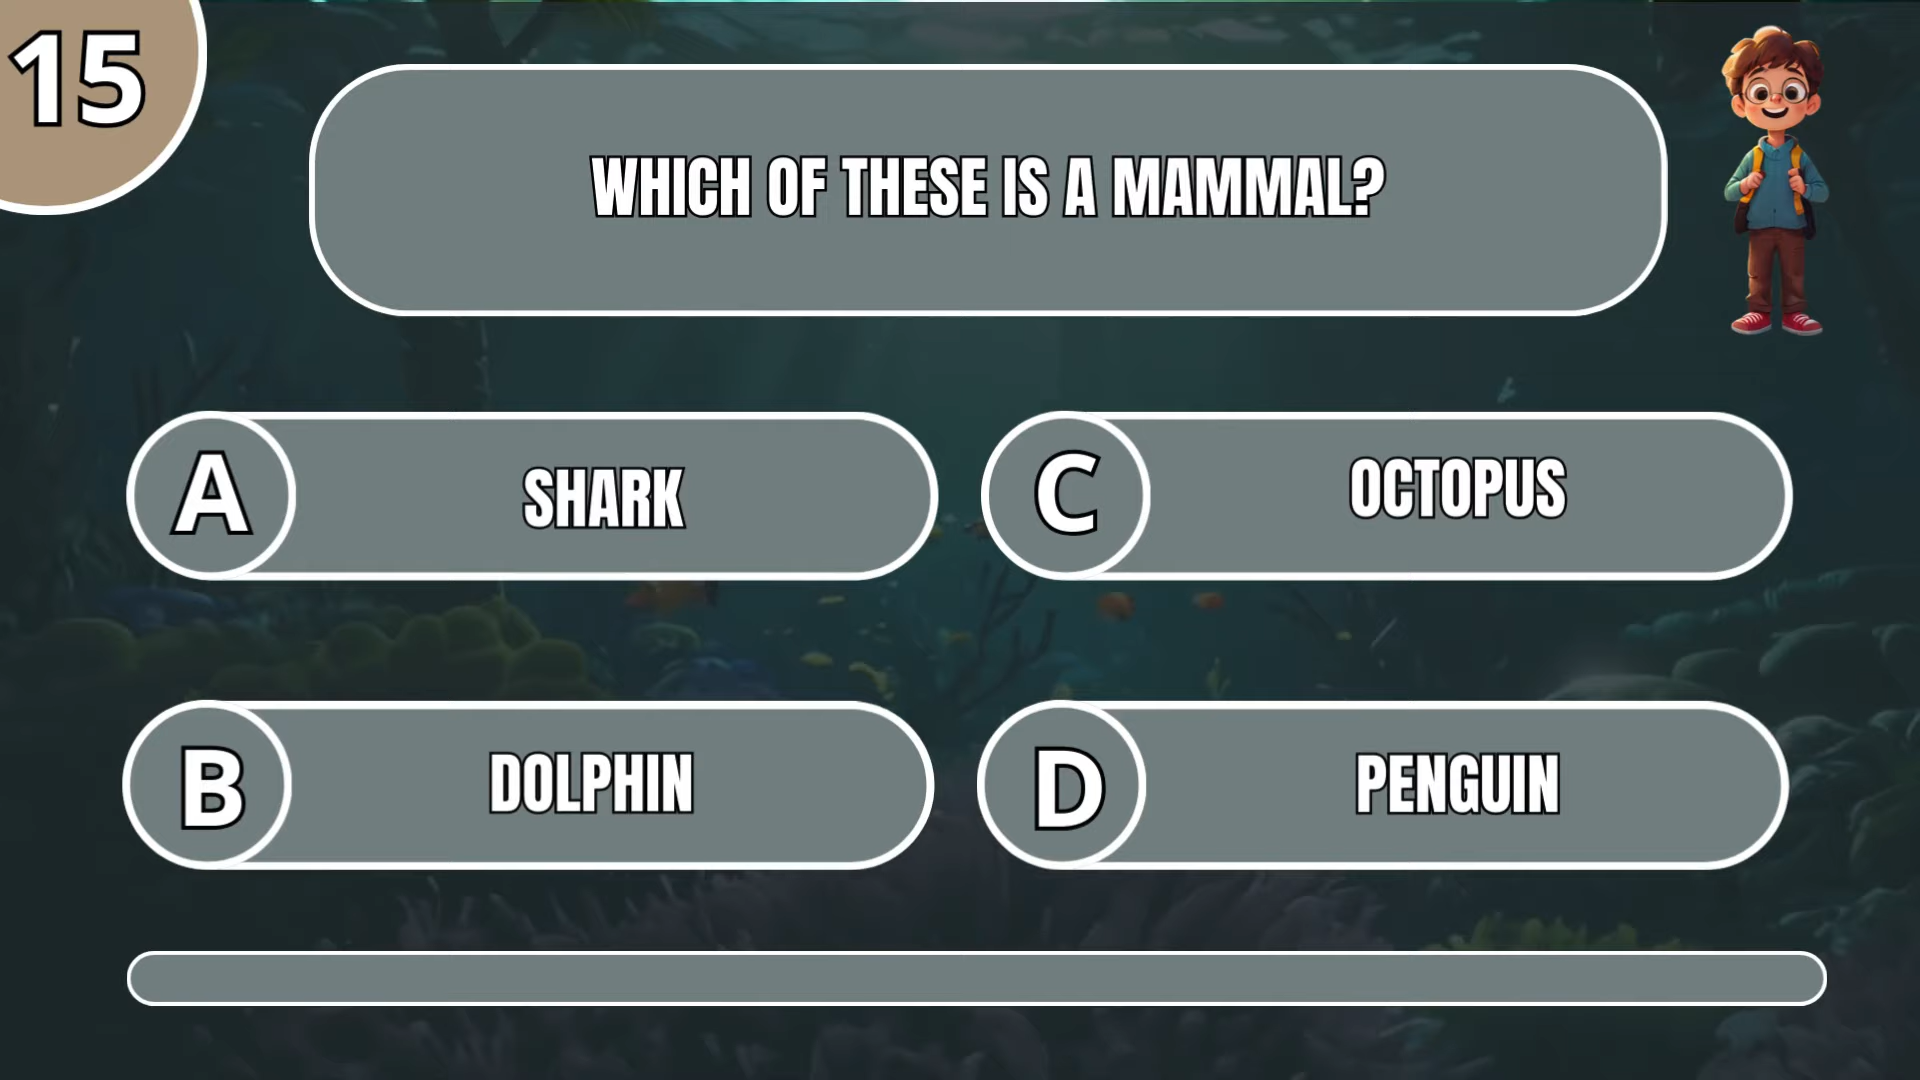 15
WHICH OF THESE IS A MAMMAL?
A SHARK
C OCTOPUS
B DOLPHIN
D PENGUIN